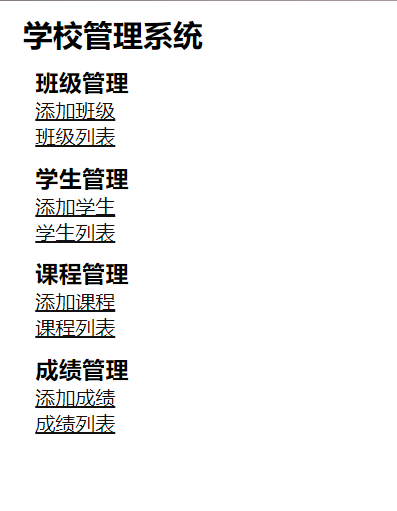 学校管理系统
班级管理
添加班级
班级列表
学生管理
添加学生
学生列表
课程管理
添加课程
课程列表
成绩管理
添加成绩
成绩列表